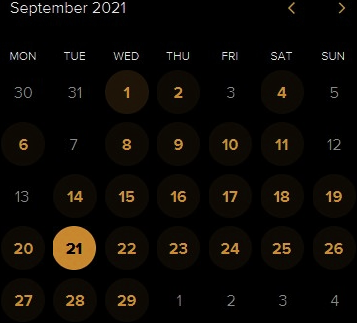 September 2021
MON TUE WED THU FRI SAT SUN
30 31 1 2 3 4 5
6 7 8 9 10 11 12
13 14 15 16 17 18 19
20 21 22 23 24 25 26
27 28 29 1 2 3 4